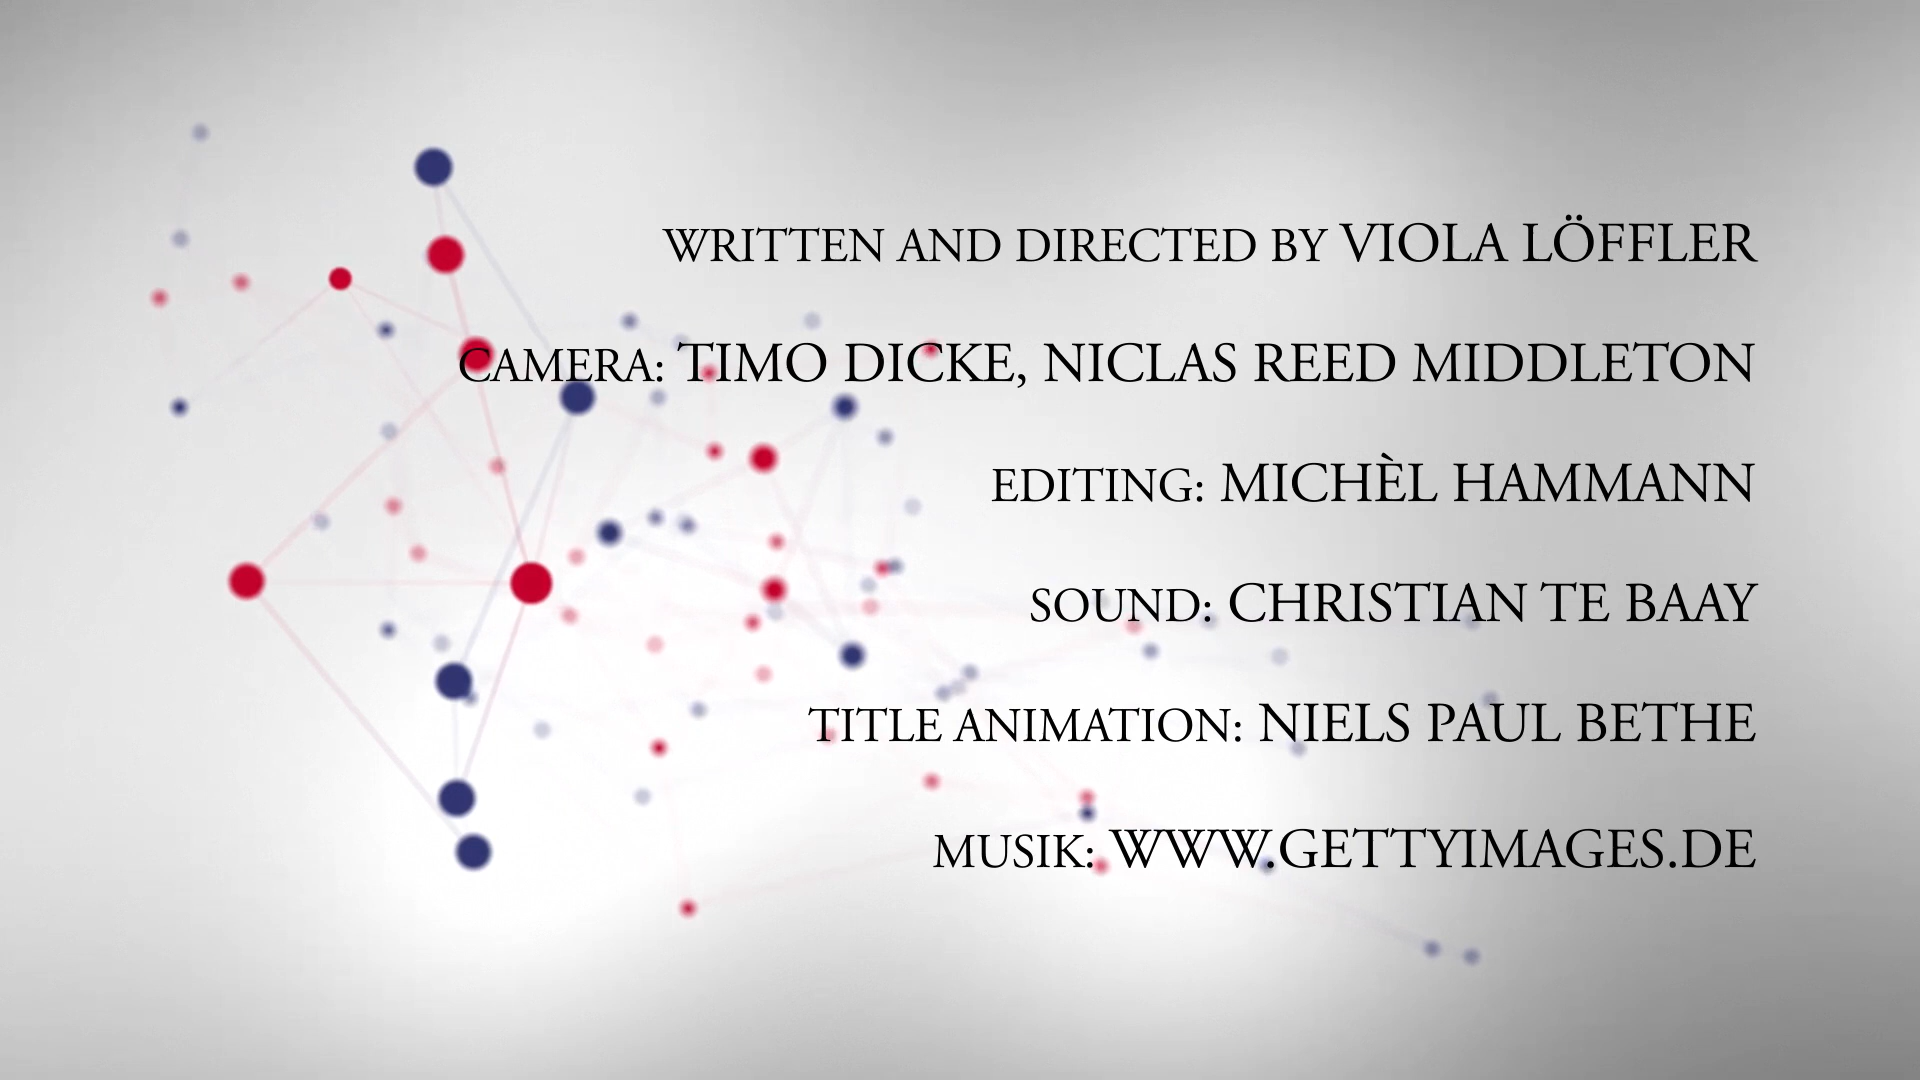 WRITTEN AND DIRECTED BY VIOLA LÖFFLER
CAMERA: TIMO DICKE, NICLAS REED MIDDLETON
EDITING: MICHÈL HAMMANN
SOUND: CHRISTIAN TE BAAY
TITLE ANIMATION: NIELS PAUL BETHE
MUSIK: WWW.GETTYIMAGES.DE